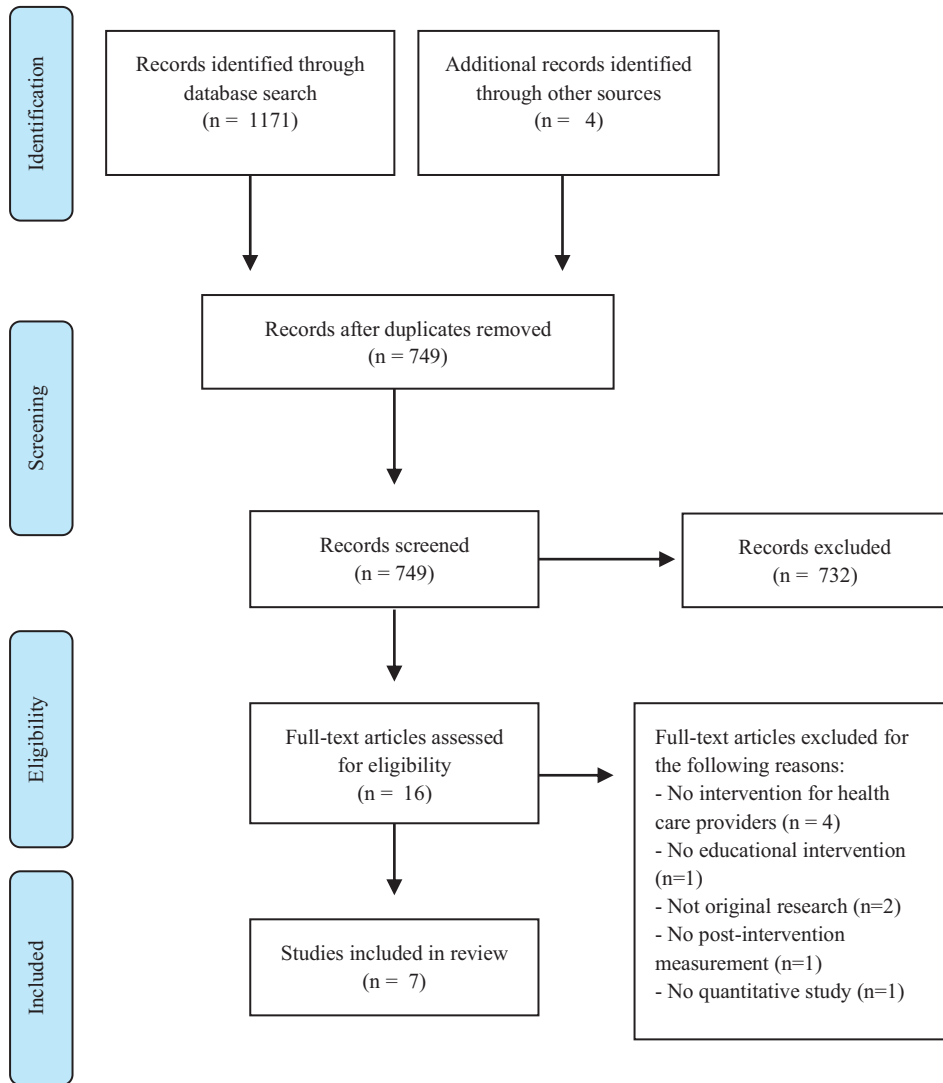 Identification
Records identified through
database search
(n = 1171)
Additional records identified
through other sources
(n = 4)
Screening
Records after duplicates removed
(n = 749)
Records screened
(n = 749)
Records excluded
(n = 732)
Eligibility
Full-text articles assessed
for eligibility
(n = 16)
Full-text articles excluded for
the following reasons:
- No intervention for health
care providers (n = 4)
- No educational intervention
(n=1)
- Not original research (n=2)
- No post-intervention
measurement (n=1)
- No quantitative study (n=1)
Included
Studies included in review
(n = 7)